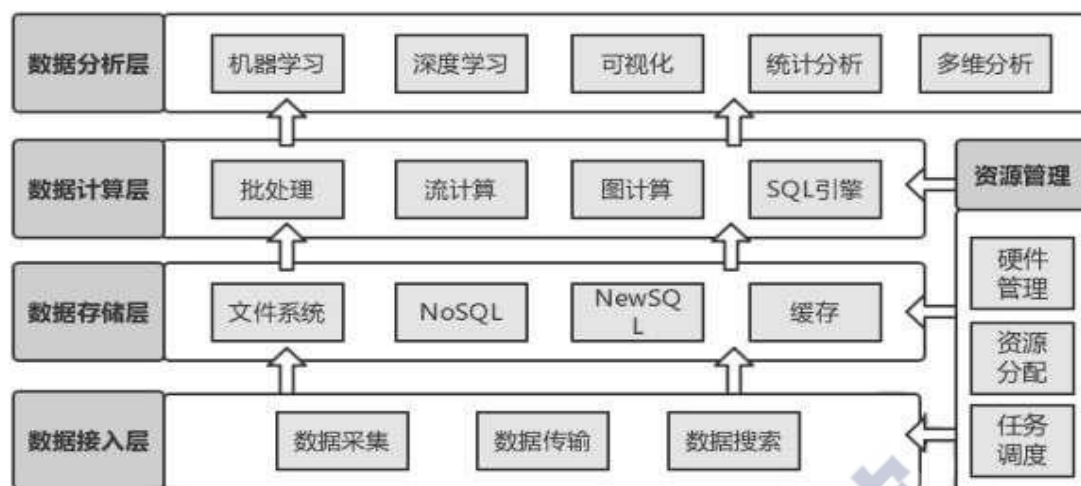 数据分析层
机器学习
深度学习
可视化
统计分析
多维分析
数据计算层
批处理
流计算
图计算
SQL引擎
数据存储层
文件系统
NoSQL
NewSQ
L
缓存
数据接入层
数据采集
数据传输
数据搜索
资源管理
硬件
管理
资源
分配
任务
调度